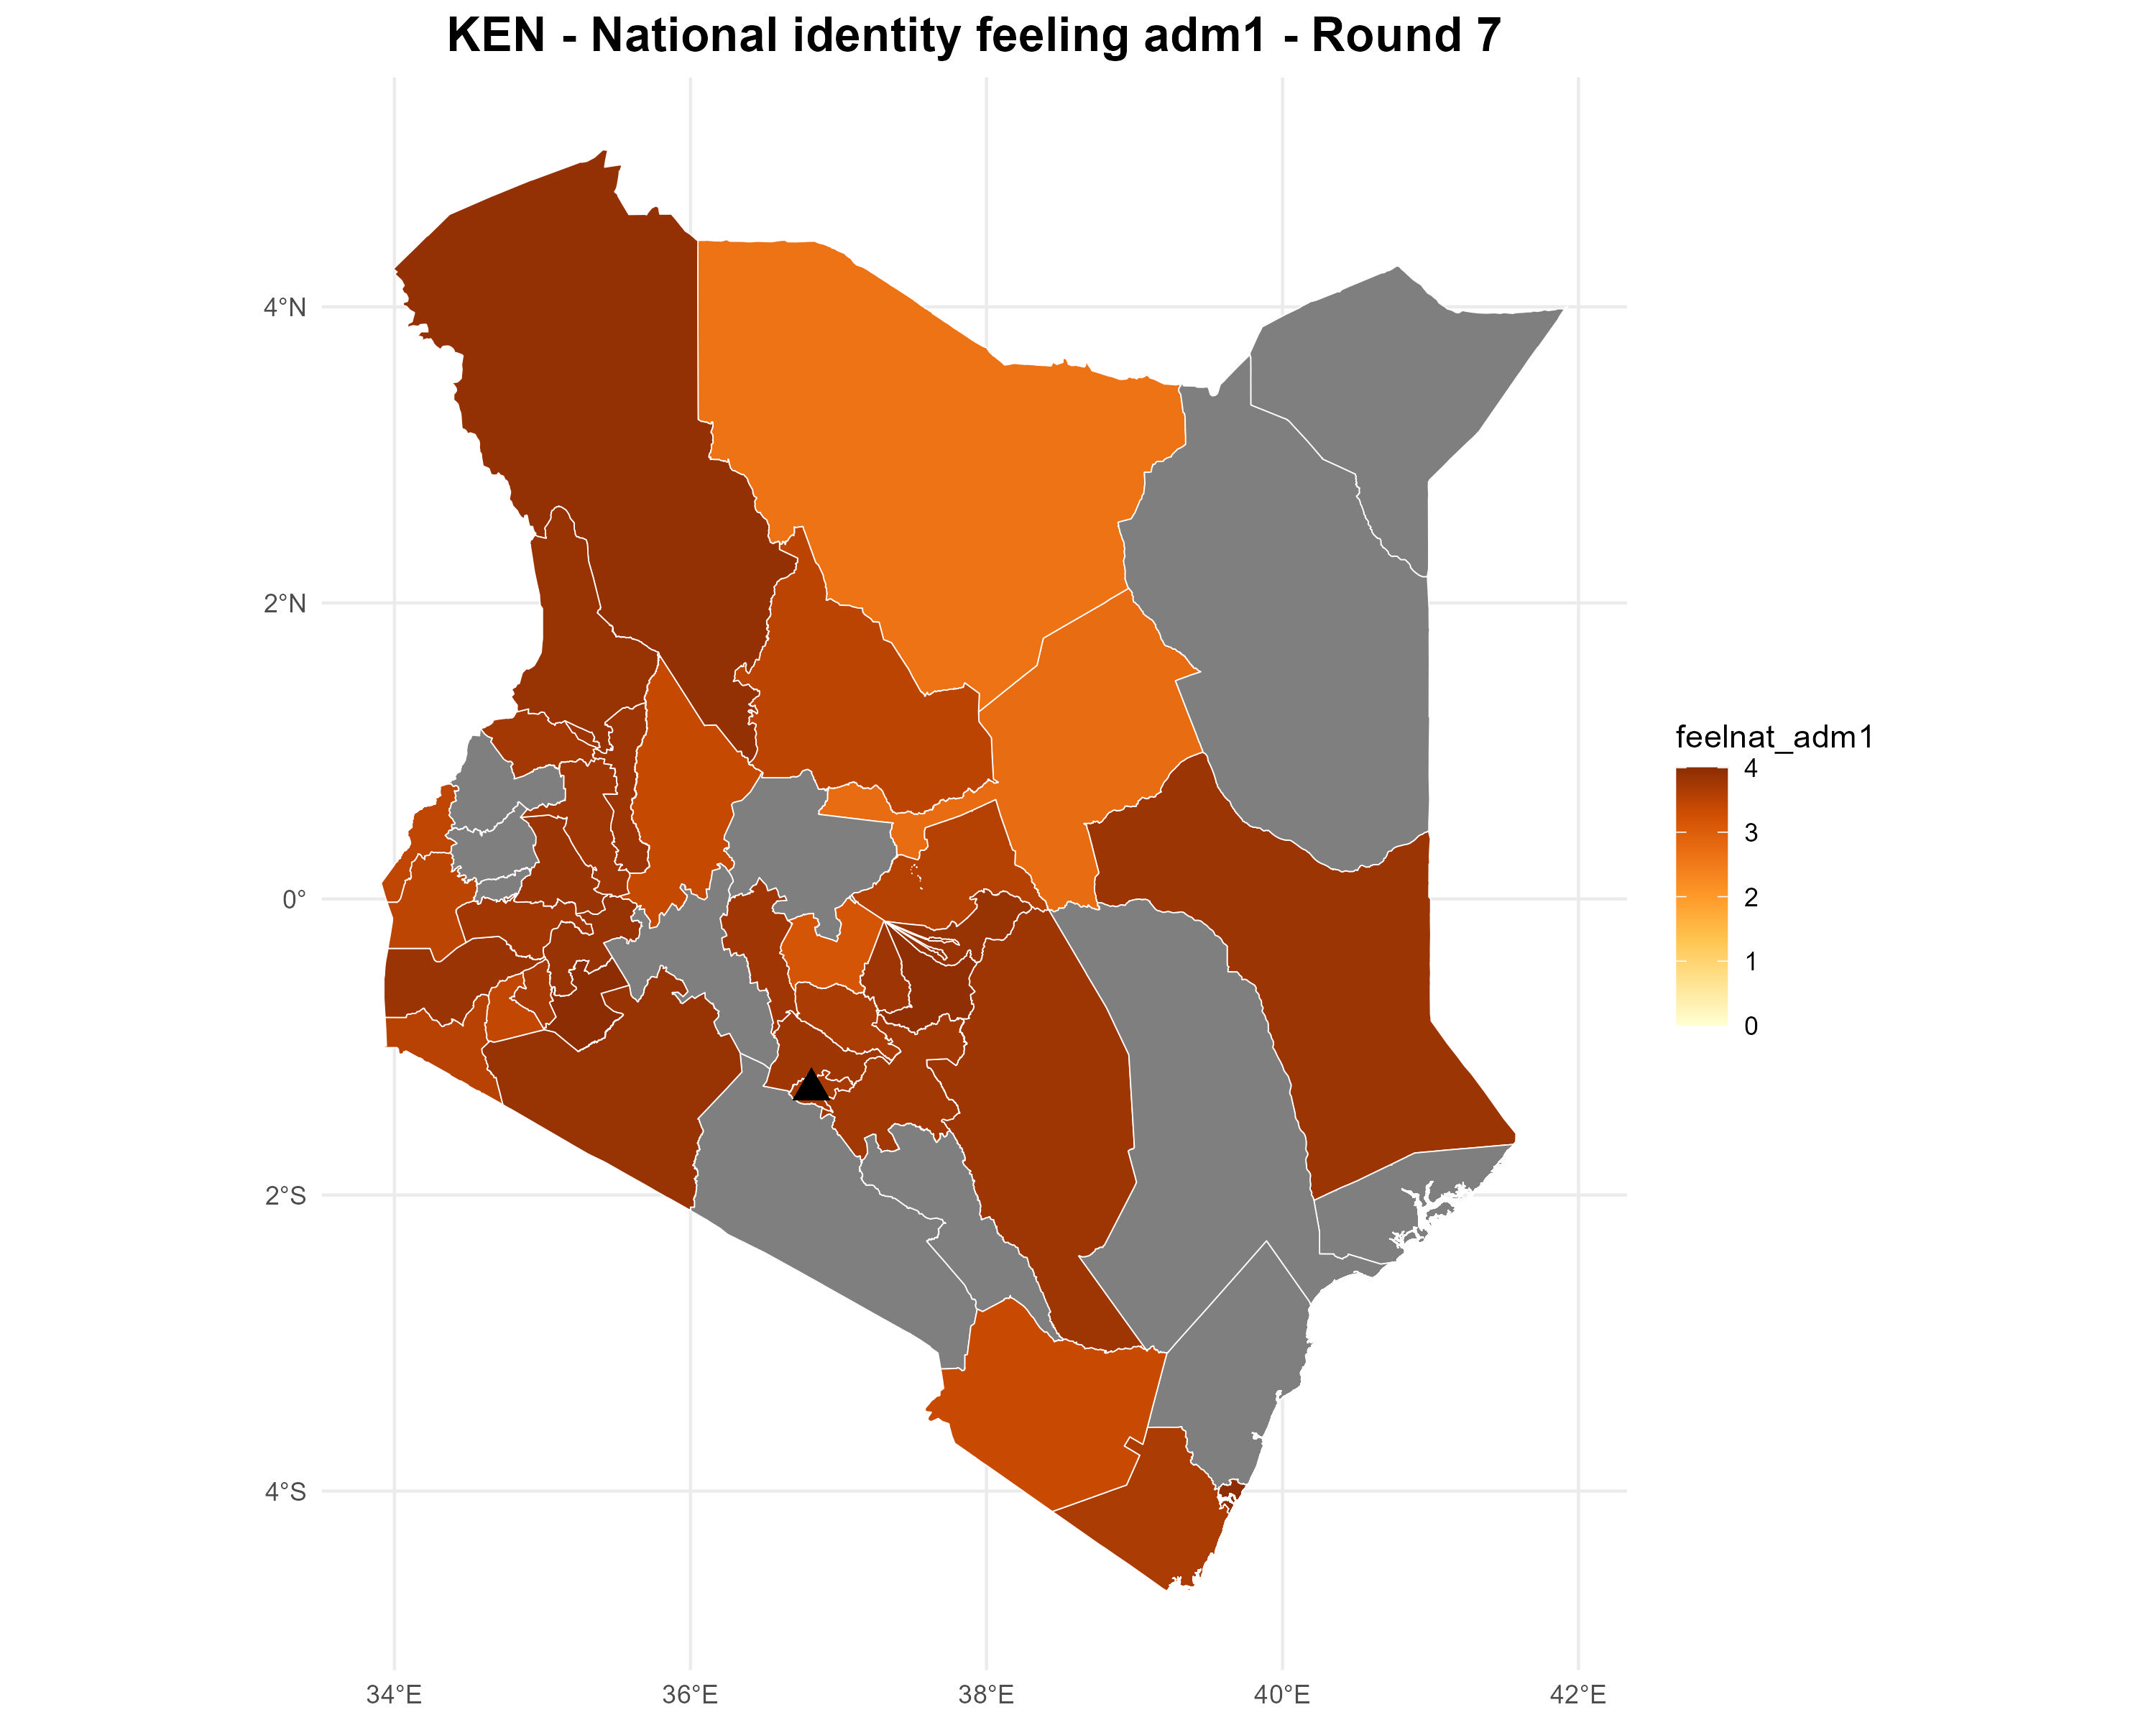 KEN - National identity feeling adm1 - Round 7
4°N
2°N
0°
2°S
4°S
34°E
36°E
38°E
40°E
42°E
feelnat_adm1
4
3
2
1
0